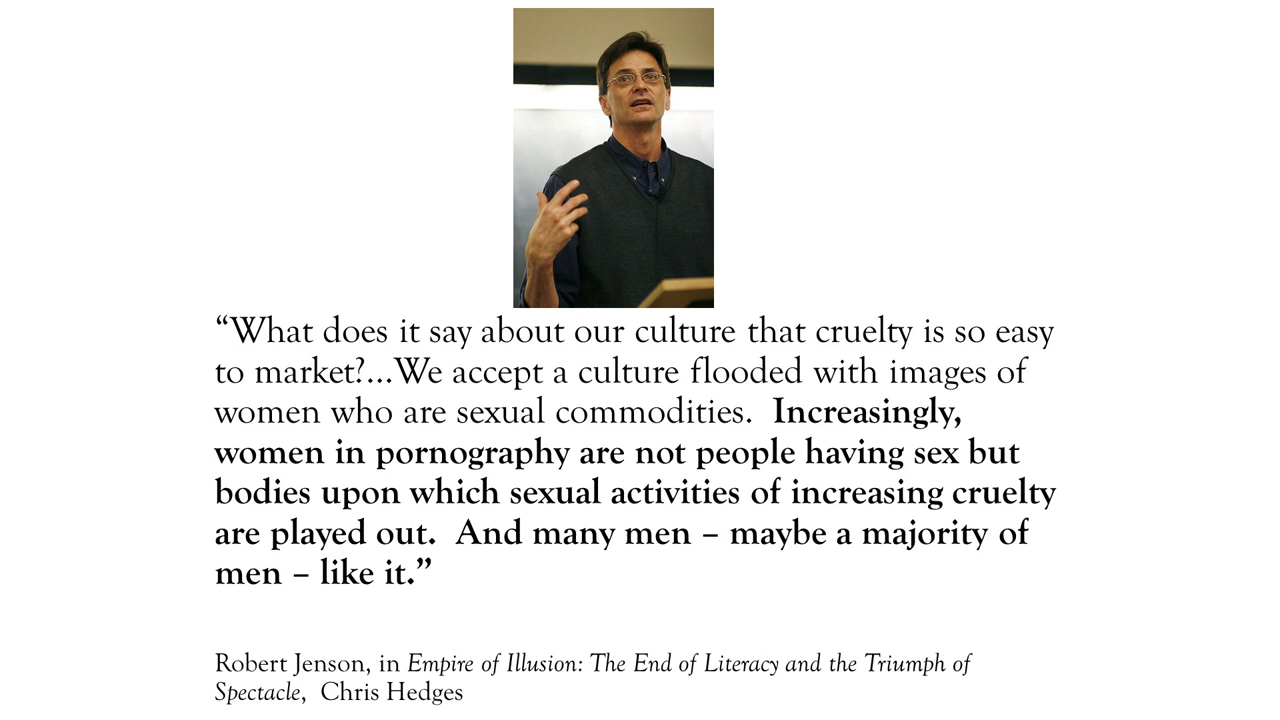 “What does it say about our culture that cruelty is so easy
to market?...We accept a culture flooded with images of
women who are sexual commodities.  Increasingly,
women in pornography are not people having sex but
bodies upon which sexual activities of increasing cruelty
are played out.  And many men – maybe a majority of
men – like it.”
Robert Jenson, in Empire of Illusion: The End of Literacy and the Triumph of
Spectacle,  Chris Hedges